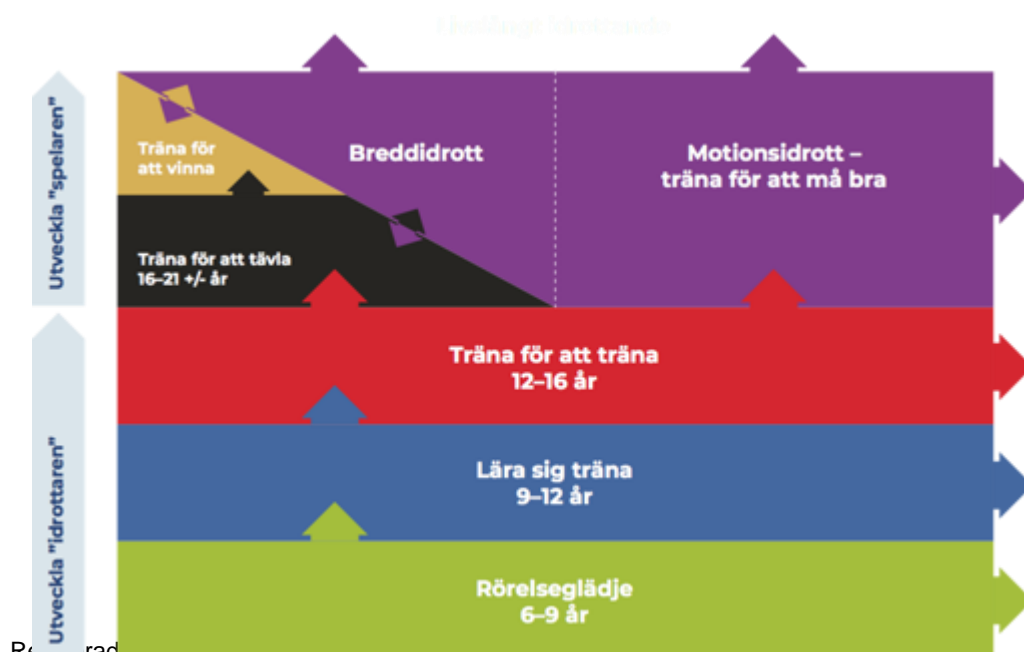 Utveckla "spelaren"
Träna för
att vinna
Breddidrott
Motionsidrott –
träna för att må bra
Träna för att tävla
16–21 +/- år
Träna för att träna
12–16 år
Utveckla "idrottaren"
Lära sig träna
9–12 år
Rörelseglädje
6–9 år